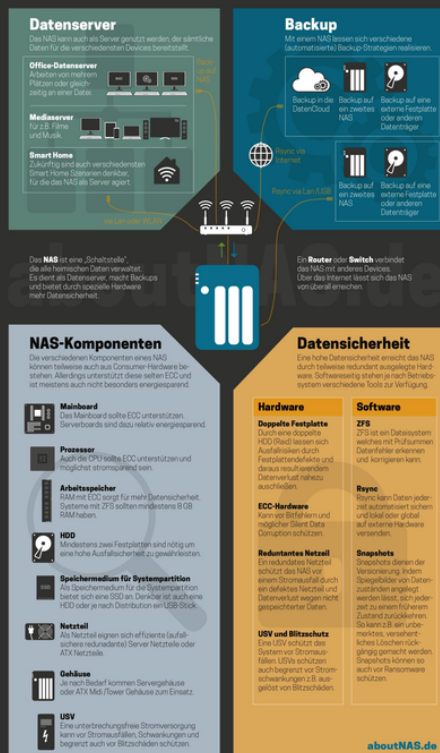 Datenserver
Das NAS kann auch als Server genutzt werden, der sämtliche
Daten für die verschiedensten Devices bereitstellt.
Office-Datenserver
Arbeiten von mehrern
Plätzen oder gleich-
zeitig an einer Datei.
Mediaserver
für z.B. Filme
und Musik.
Smart Home
Zukünftig sind auch verschiedensten
Smart Home Szenarien denkbar,
für die das NAS als Server agiert.
Back-
up auf
NAS
via Lan oder WLAN
Backup
Mit einem NAS lassen sich verschiedene
(automatisierte) Backup-Strategien realisieren.
Backup in die
DatenCloud
Backup auf
ein zweites
NAS
Backup auf eine
externe Festplatte
oder anderen
Datenträger
Rsync via
Internet
Backup auf
ein zweites
NAS
Backup auf eine
externe Festplatte
oder anderen
Datenträger
Rsync via Lan /USB
Das NAS ist eine „Schaltstelle",
die alle heimischen Daten verwaltet.
Es dient als Datenserver, macht Backups
und bietet durch spezielle Hardware
mehr Datensicherheit.
Ein Router oder Switch verbindet
das NAS mit anderes Devices.
Über das Internet lässt sich das NAS
von überall erreichen.
aboutNAS.de
NAS-Komponenten
Die verschiedenen Komponenten eines NAS
können teilweise auch aus Consumer-Hardware be-
stehen. Allerdings unterstützt diese selten ECC und
ist meistens auch nicht besonders energiesparend.
Mainboard
Das Mainboard sollte ECC unterstützen.
Serverboards sind dazu relativ energiesparend.
Prozessor
Auch die CPU sollte ECC unterstützen und
möglichst stromsparend sein.
Arbeitsspeicher
RAM mit ECC sorgt für mehr Datensicherheit.
Systeme mit ZFS sollten mindestens 8 GB
RAM haben.
HDD
Mindestens zwei Festplatten sind nötig um
eine hohe Ausfallsicherheit zu gewährleisten.
Speichermedium für Systempartition
Als Speichermedium für die Systempartition
bietet sich eine SSD an. Denkbar ist auch eine
HDD oder je nach Distribution ein USB-Stick.
Netzteil
Als Netzteil eignen sich effiziente (aufall-
sichere redunadante) Server Netzteile oder
ATX Netzteile.
Gehäuse
Je nach Bedarf kommen Servergehäuse
oder ATX Midi /Tower Gehäuse zum Einsatz.
USV
Eine unterbrechungsfreie Stromversorgung
kann vor Stromausfällen, Schwankungen und
begrenzt auch vor Blitzschäden schützen.
Datensicherheit
Eine hohe Datensicherheit erreicht das NAS
durch teilweise redundant ausgelegte Hard-
ware. Softwareseitig stehen je nach Betriebs-
system verschiedene Tools zur Verfügung.
Hardware
Doppelte Festplatte
Durch eine doppelte
HDD (Raid) lassen sich
Ausfallrisiken durch
Festplattendefekte und
daraus resultierendem
Datenverlust nahezu
auschließen.
ECC-Hardware
Kann vor Bitfehlern und
möglicher Silent Data
Corruption schützen.
Reduntantes Netzeil
Ein redundates Netzteil
schützt das NAS vor
einem Stromausfall durch
ein defektes Netzteil und
Datenverlust wegen nicht
gespeicherter Daten.
USV und Blitzschutz
Eine USV schützt das
System vor Stromaus-
fällen. USVs schützen
auch begrenzt vor Strom-
schwankungen z.B. aus-
gelöst von Blitzschäden.
Software
ZFS
ZFS ist ein Dateisystem
welches mit Prüfsummen
Datenfehler erkennen
und korrigieren kann.
Rsync
Rsync kann Daten jeder-
zeit automatisiert sichern
und lokal oder global
auf externe Hardware
versenden.
Snapshots
Snapshots dienen der
Versionierung. Indem
Spiegelbilder von Daten-
zuständen angelegt
werden lässt, sich jeder-
zeit zu einem früherem
Zustand zurückkehren.
So kann z.B. ein unbe-
merktes, versehent-
liches Löschen rück-
gängig gemacht werden.
Snapshots können so
auch vor Ransomware
schützen.
aboutNAS.de